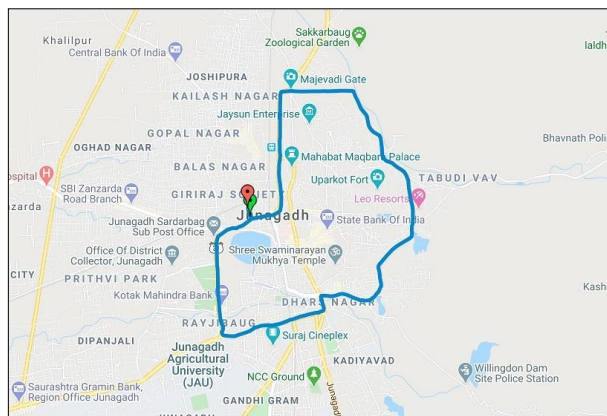 Sakkarbaug
Zoological Garden
laldh
Khalilpur
Central Bank Of India
JOSHIPURA
Majevadi Gate
KAILASH NAGAR
Jaysun Enterprise
GOPAL NAGAR
OGHAD NAGAR
Bhavnath Pol
Mahabat Maqbara Palace
BALAS NAGAR
ospital
Uparkot Fort
TABUDI VAV
SBI Zanzarda
Road Branch
GIRIRAJ SOCIETY
Leo Resorts
nzarda
Junagadh
State Bank Of India
Junagadh Sardarbag
Sub Post Office
Office Of District
Collector, Junagadh
Shree Swaminarayan
Mukhya Temple
PRITHVI PARK
CITY
Kash
Kotak Mahindra Bank
DHARA NAGAR
RAYJIBAUG
DIPANJALI
Suraj Cineplex
Junagadh
Agricultural
University
(JAU)
KADIYAVAD
Willingdon Dam
Site Police Station
NCC Ground
Saurashtra Gramin Bank,
Region Office Junagadh
GANDHI GRAM